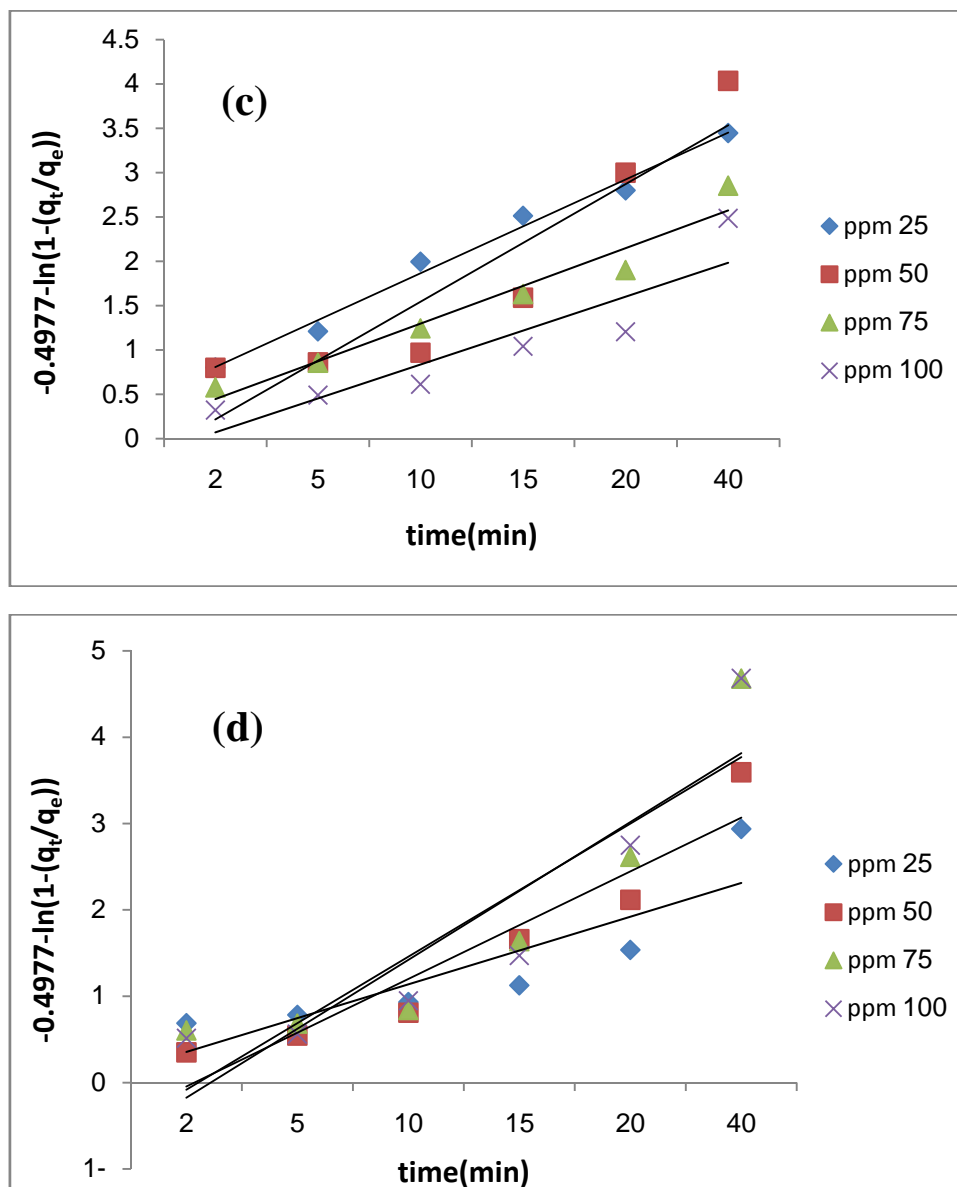 (c)
-0.4977-ln(1-(qt/qe))
4.5
4
3.5
3
2.5
2
1.5
1
0.5
0
2 5 10 15 20 40
time(min)
ppm 25
ppm 50
ppm 75
ppm 100
(d)
-0.4977-ln(1-(qt/qe))
5
4
3
2
1
0
1-
2 5 10 15 20 40
time(min)
ppm 25
ppm 50
ppm 75
ppm 100